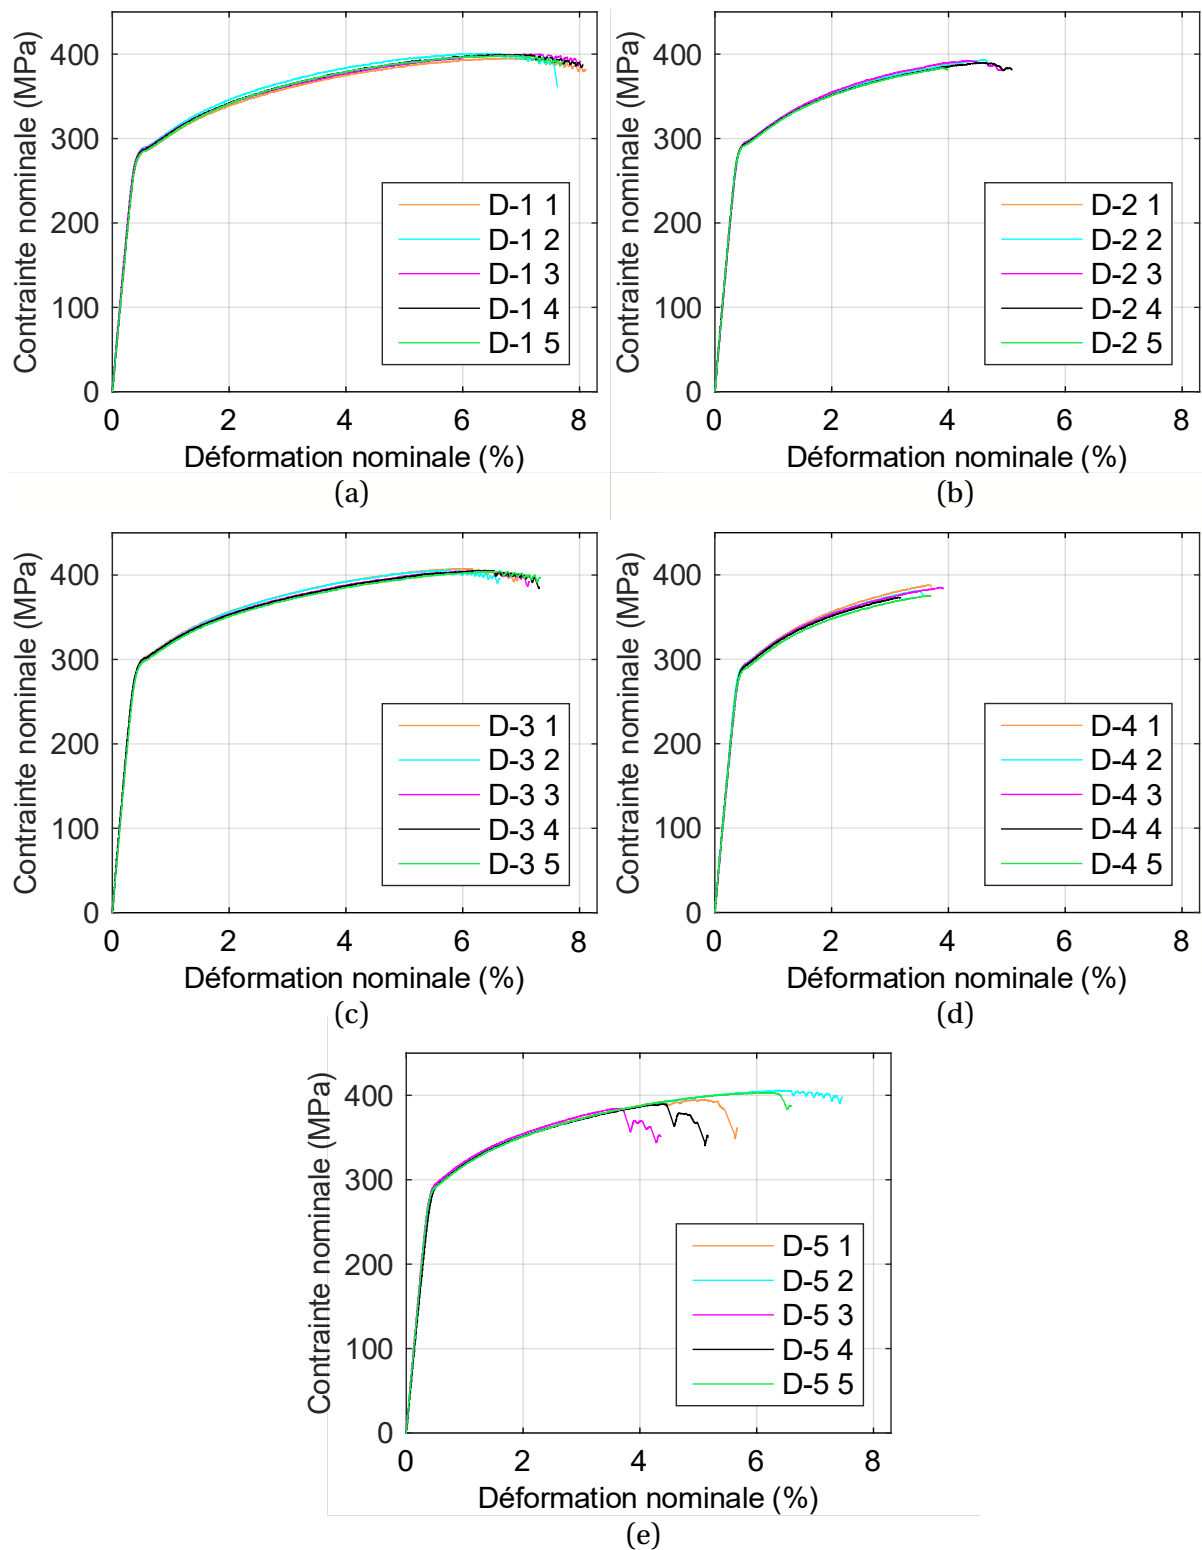 400
300
200
100
0
Contrainte nominale (MPa)
D-1 1
D-1 2
D-1 3
D-1 4
D-1 5
0 2 4 6 8
Déformation nominale (%)
(a)
400
300
200
100
0
Contrainte nominale (MPa)
D-2 1
D-2 2
D-2 3
D-2 4
D-2 5
0 2 4 6 8
Déformation nominale (%)
(b)
400
300
200
100
0
Contrainte nominale (MPa)
D-3 1
D-3 2
D-3 3
D-3 4
D-3 5
0 2 4 6 8
Déformation nominale (%)
(c)
400
300
200
100
0
Contrainte nominale (MPa)
D-4 1
D-4 2
D-4 3
D-4 4
D-4 5
0 2 4 6 8
Déformation nominale (%)
(d)
400
300
200
100
0
Contrainte nominale (MPa)
D-5 1
D-5 2
D-5 3
D-5 4
D-5 5
0 2 4 6 8
Déformation nominale (%)
(e)